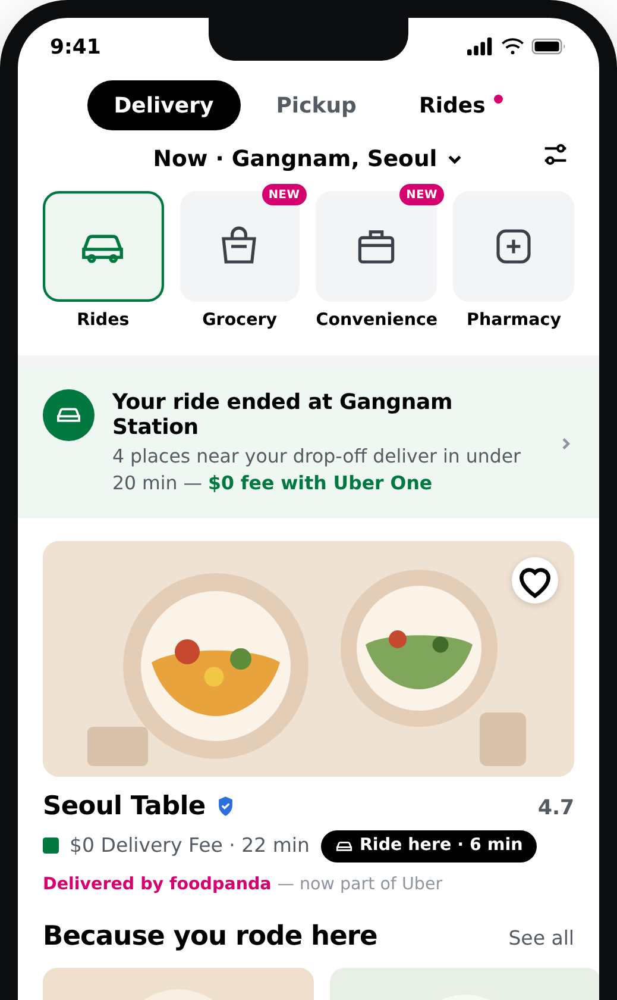 9:41
Delivery Pickup Rides
Now · Gangnam, Seoul
NEW NEW
Rides Grocery Convenience Pharmacy
Your ride ended at Gangnam
Station
4 places near your drop-off deliver in under
20 min — $0 fee with Uber One
Seoul Table 4.7
$0 Delivery Fee · 22 min Ride here · 6 min
Delivered by foodpanda — now part of Uber
Because you rode here See all